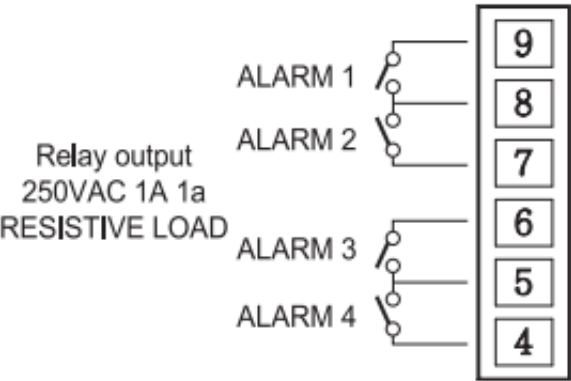 ALARM 1
ALARM 2
Relay output
250VAC 1A 1a
RESISTIVE LOAD
ALARM 3
ALARM 4
9
8
7
6
5
4